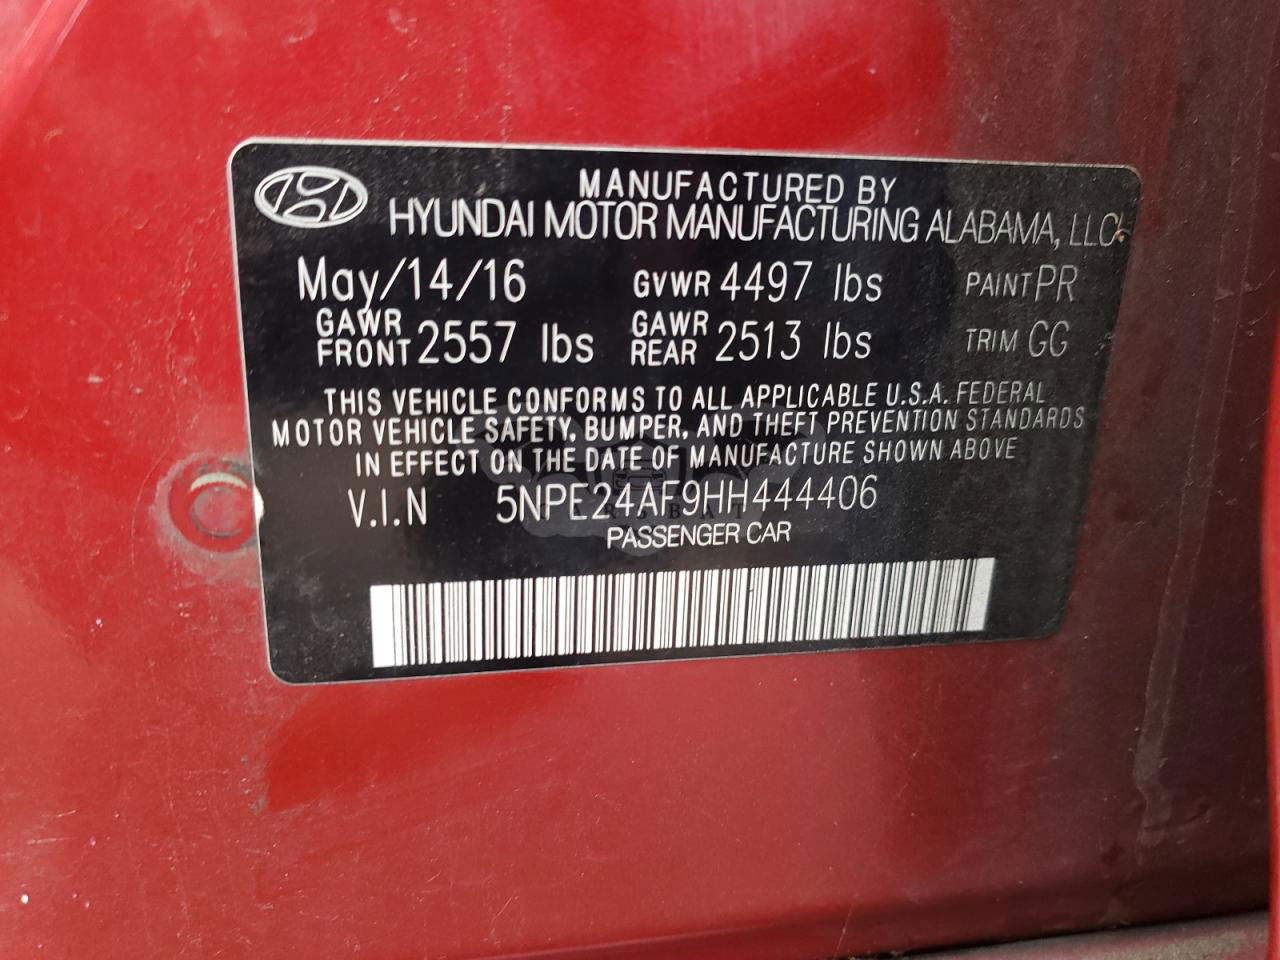 MANUFACTURED BY
HYUNDAI MOTOR MANUFACTURING ALABAMA, LLC
May/14/16 GVWR 4497 lbs PAINT PR
GAWR FRONT 2557 lbs GAWR REAR 2513 lbs TRIM GG
THIS VEHICLE CONFORMS TO ALL APPLICABLE U.S.A. FEDERAL
MOTOR VEHICLE SAFETY, BUMPER, AND THEFT PREVENTION STANDARDS
IN EFFECT ON THE DATE OF MANUFACTURE SHOWN ABOVE
V.I.N 5NPE24AF9HH444406
PASSENGER CAR